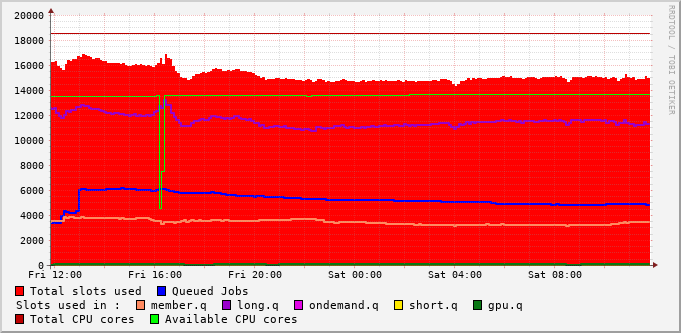 20000
18000
16000
14000
12000
10000
8000
6000
4000
2000
0
Fri 12:00 Fri 16:00 Fri 20:00 Sat 00:00 Sat 04:00 Sat 08:00
Total slots used Queued Jobs
Slots used in : member.q long.q ondemand.q short.q gpu.q
Total CPU cores Available CPU cores
RRDTOOL / TOBI OETIKER